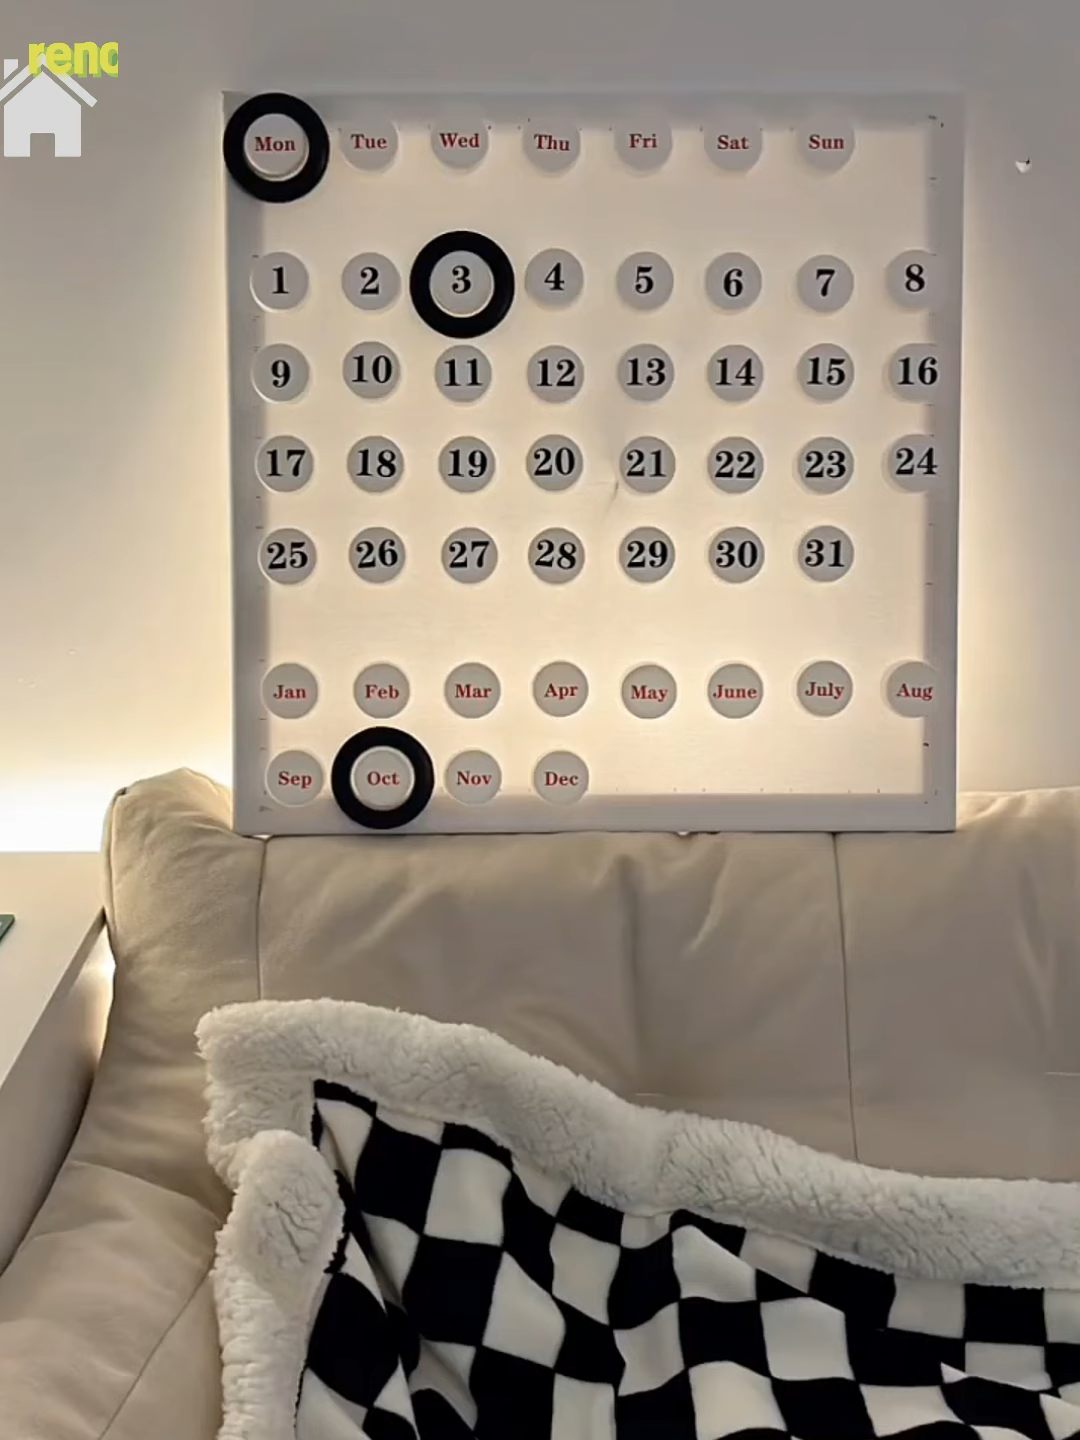 reno
Mon Tue Wed Thu Fri Sat Sun
1 2 3 4 5 6 7 8
9 10 11 12 13 14 15 16
17 18 19 20 21 22 23 24
25 26 27 28 29 30 31
Jan Feb Mar Apr May June July Aug
Sep Oct Nov Dec